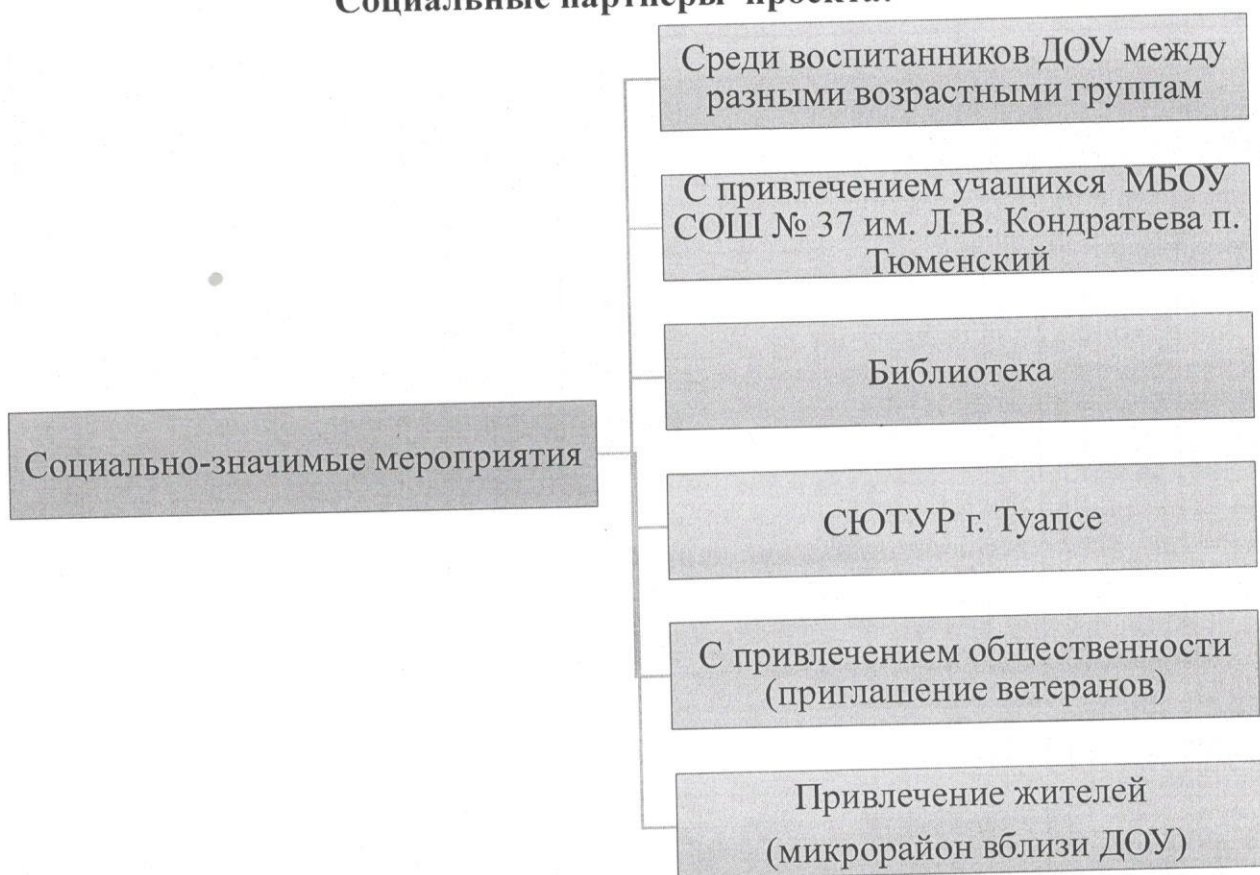 Социальные партнеры проекта:
Среди воспитанников ДОУ между
разными возрастными группам
С привлечением учащихся МБОУ
СОШ № 37 им. Л.В. Кондратьева п.
Тюменский
Библиотека
Социально-значимые мероприятия
СЮТУР г. Туапсе
С привлечением общественности
(приглашение ветеранов)
Привлечение жителей
(микрорайон вблизи ДОУ)